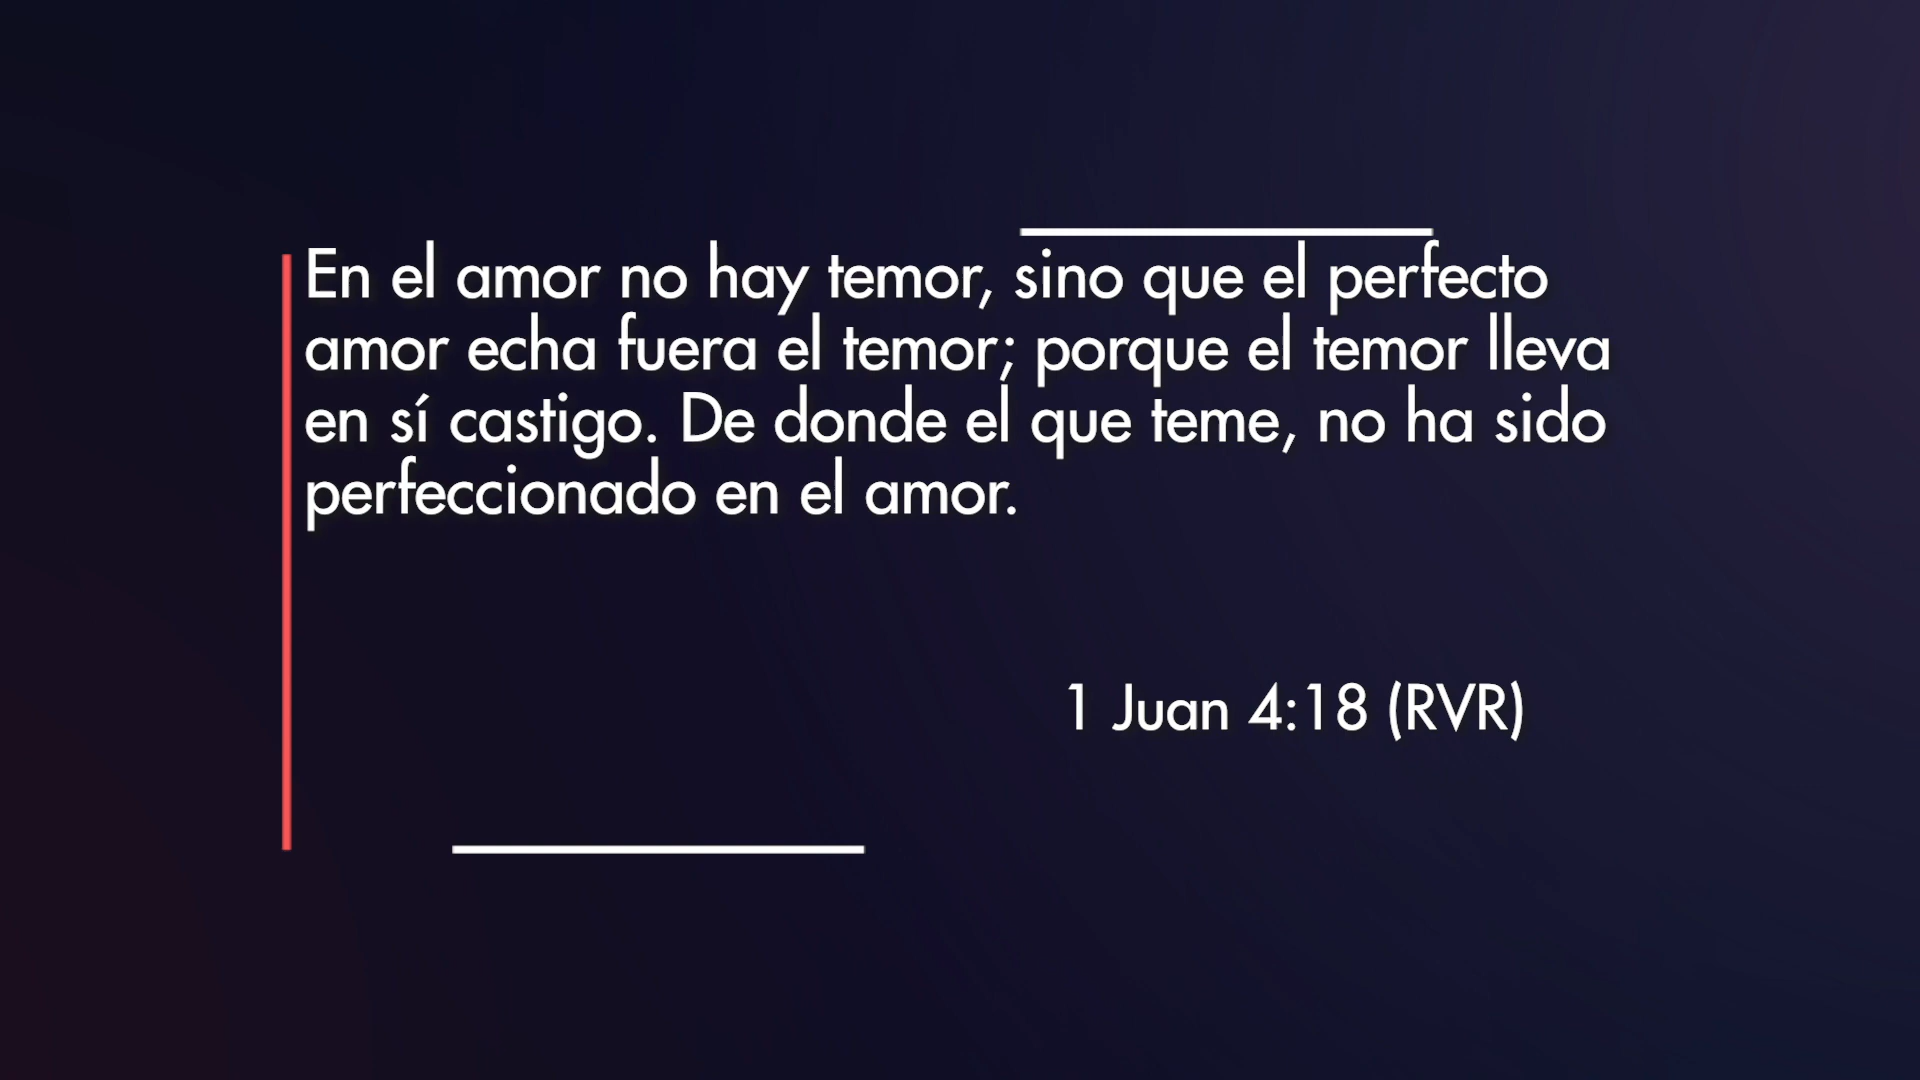 En el amor no hay temor, sino que el perfecto
amor echa fuera el temor; porque el temor lleva
en sí castigo. De donde el que teme, no ha sido
perfeccionado en el amor.
1 Juan 4:18 (RVR)